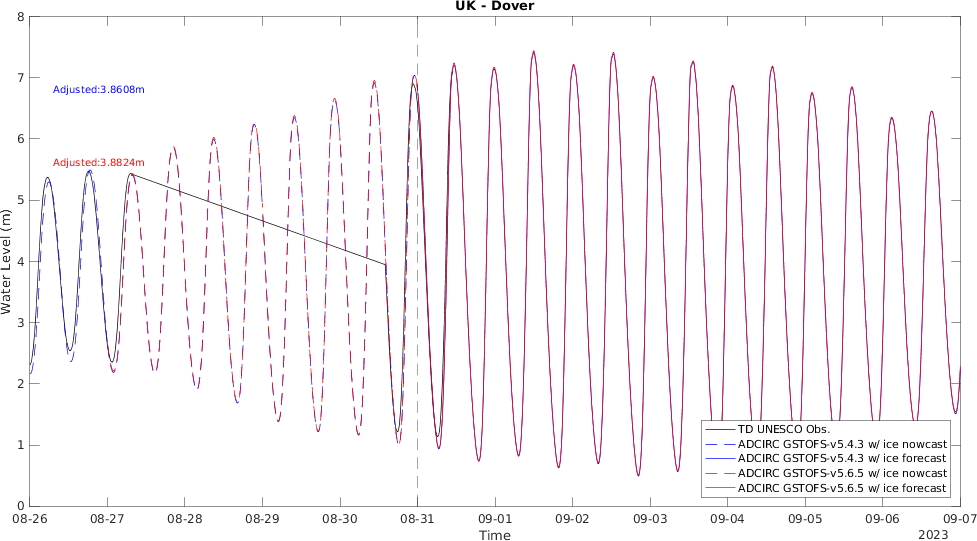 UK - Dover
8
7
6
5
4
3
2
1
0
Water Level (m)
Adjusted:3.8608m
Adjusted:3.8824m
TD UNESCO Obs.
ADCIRC GSTOFS-v5.4.3 w/ ice nowcast
ADCIRC GSTOFS-v5.4.3 w/ ice forecast
ADCIRC GSTOFS-v5.6.5 w/ ice nowcast
ADCIRC GSTOFS-v5.6.5 w/ ice forecast
08-26 08-27 08-28 08-29 08-30 08-31 09-01 09-02 09-03 09-04 09-05 09-06 09-07
Time
2023